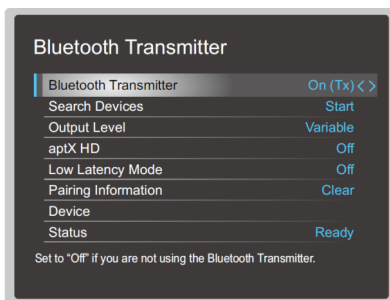 Bluetooth Transmitter
Bluetooth Transmitter On (Tx) < >
Search Devices Start
Output Level Variable
aptX HD Off
Low Latency Mode Off
Pairing Information Clear
Device
Status Ready
Set to “Off” if you are not using the Bluetooth Transmitter.